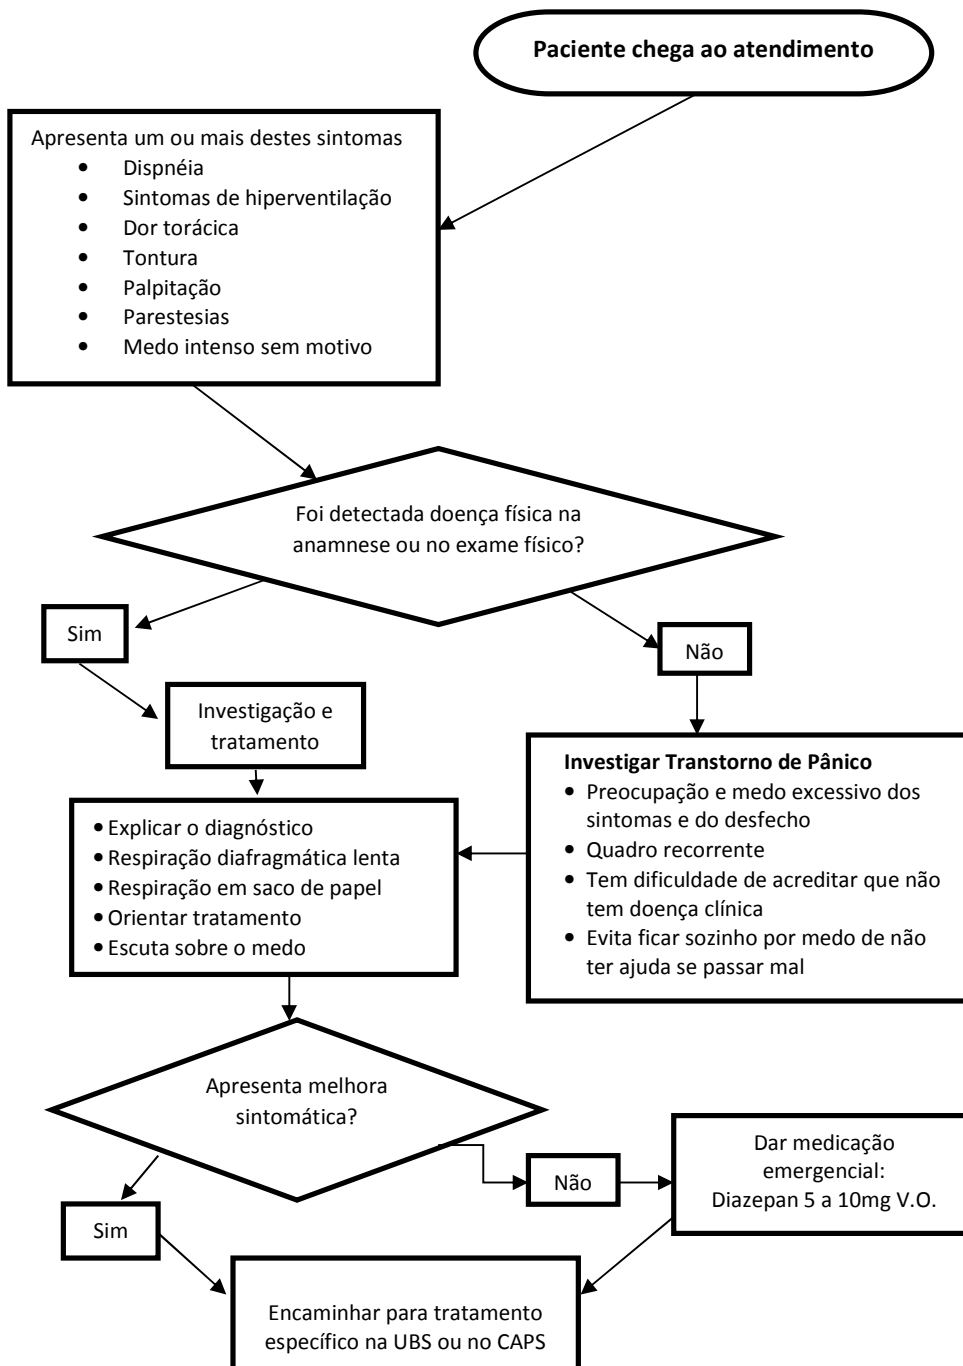 Paciente chega ao atendimento
Apresenta um ou mais destes sintomas
• Dispnéia
• Sintomas de hiperventilação
• Dor torácica
• Tontura
• Palpitação
• Parestesias
• Medo intenso sem motivo
Foi detectada doença física na
anamnese ou no exame físico?
Sim
Não
Investigação e
tratamento
Investigar Transtorno de Pânico
• Preocupação e medo excessivo dos
sintomas e do desfecho
• Quadro recorrente
• Tem dificuldade de acreditar que não
tem doença clínica
• Evita ficar sozinho por medo de não
ter ajuda se passar mal
• Explicar o diagnóstico
• Respiração diafragmática lenta
• Respiração em saco de papel
• Orientar tratamento
• Escuta sobre o medo
Apresenta melhora
sintomática?
Sim
Não
Dar medicação
emergencial:
Diazepan 5 a 10mg V.O.
Encaminhar para tratamento
específico na UBS ou no CAPS